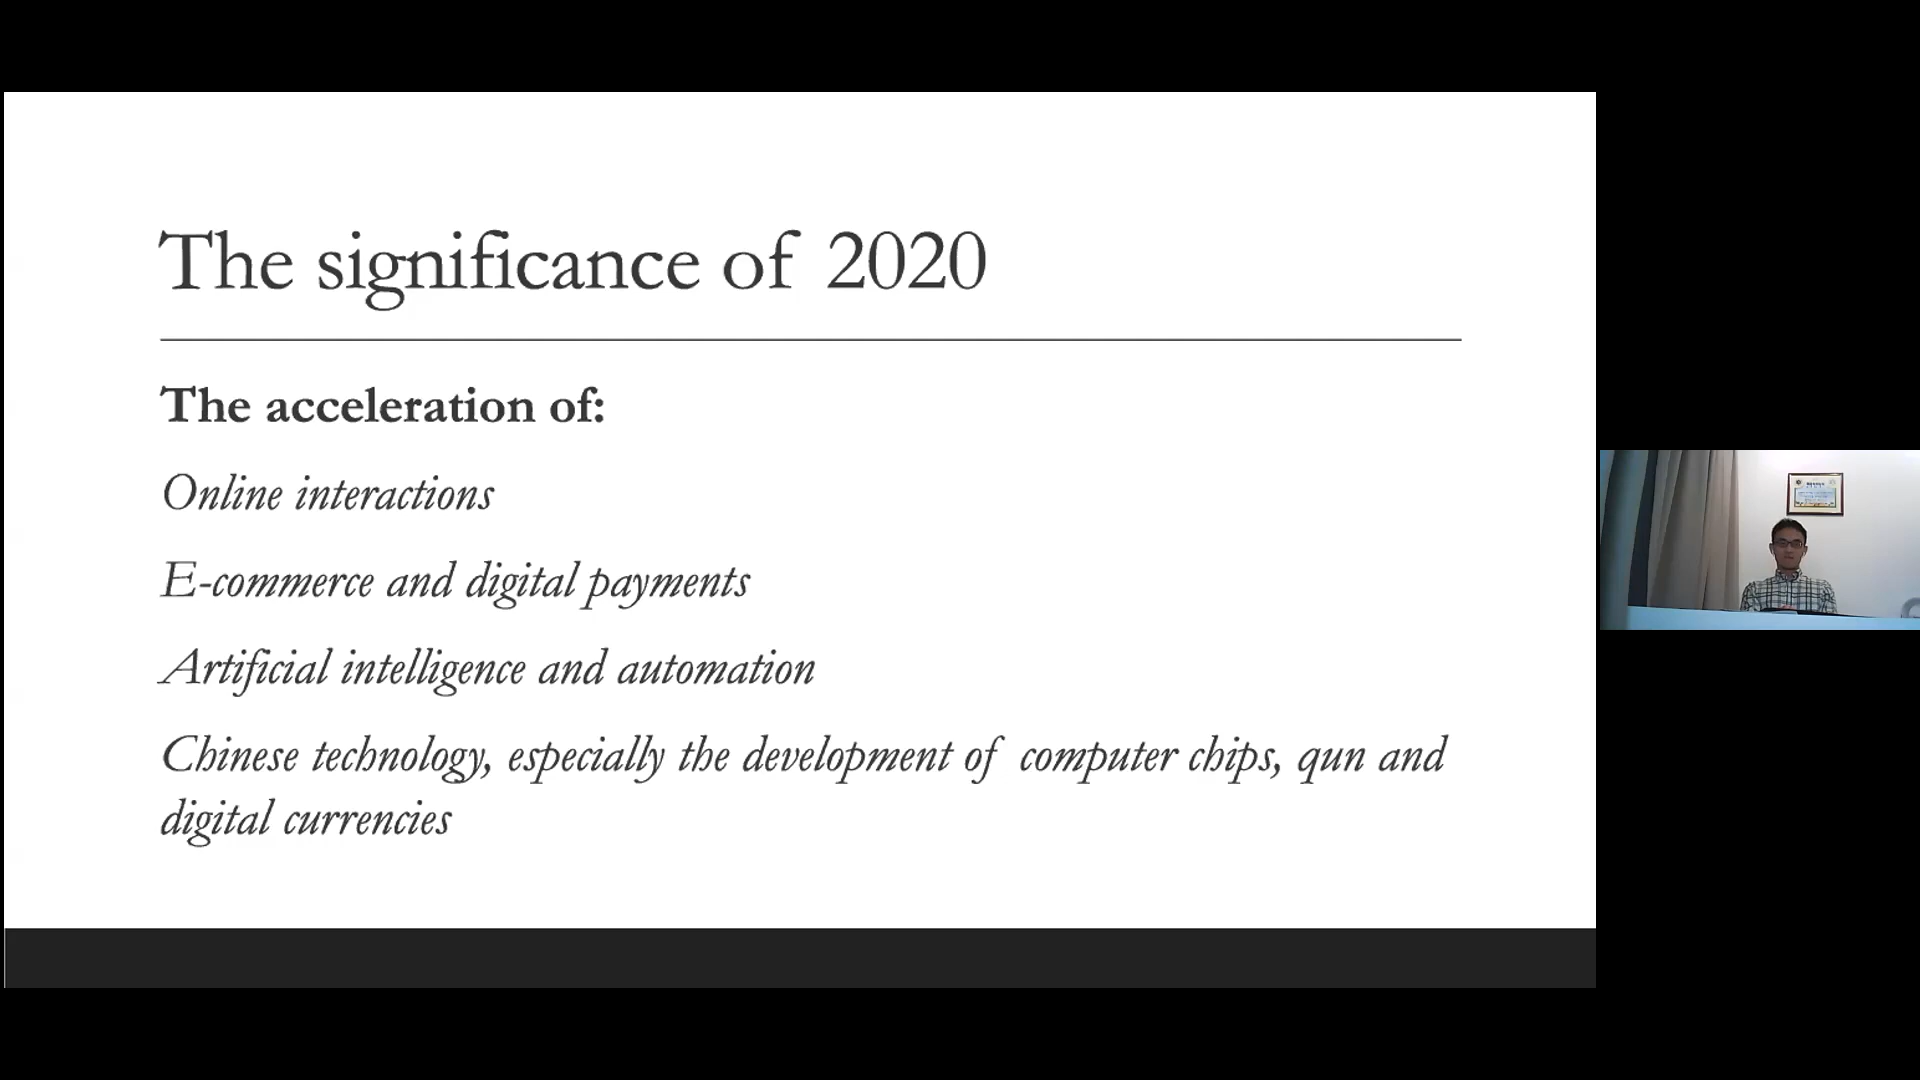 The significance of 2020
The acceleration of:
Online interactions
E-commerce and digital payments
Artificial intelligence and automation
Chinese technology, especially the development of computer chips, qun and
digital currencies